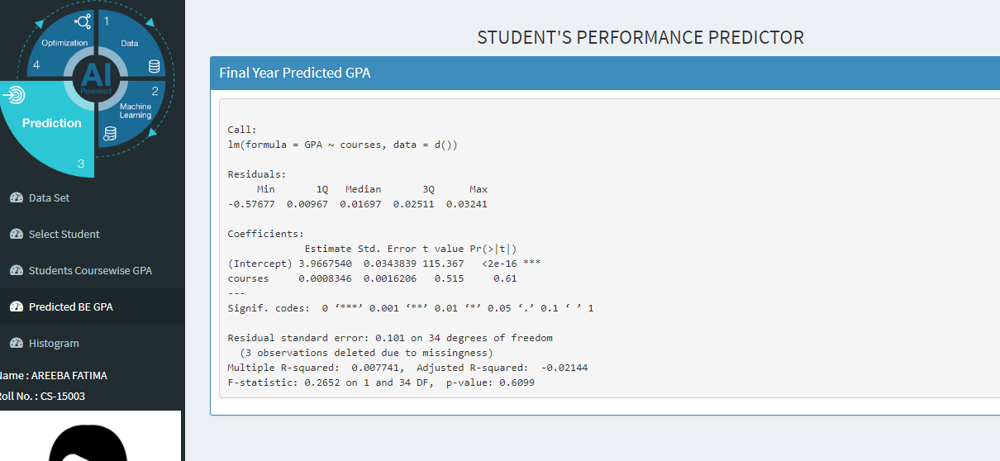 1
Optimization
Data
4
AI
Powered
2
Machine
Learning
Prediction
3
Data Set
Select Student
Students Coursewise GPA
Predicted BE GPA
Histogram
Name : AREEBA FATIMA
Roll No. : CS-15003
STUDENT'S PERFORMANCE PREDICTOR
Final Year Predicted GPA
Call:
lm(formula = GPA ~ courses, data = d())
Residuals:
Min 1Q Median 3Q Max
-0.57677 0.00967 0.01697 0.02511 0.03241
Coefficients:
Estimate Std. Error t value Pr(>|t|)
(Intercept) 3.9667540 0.0343839 115.367 <2e-16 ***
courses 0.0008346 0.0016206 0.515 0.61
---
Signif. codes: 0 ‘***’ 0.001 ‘**’ 0.01 ‘*’ 0.05 ‘.’ 0.1 ‘ ’ 1
Residual standard error: 0.101 on 34 degrees of freedom
(3 observations deleted due to missingness)
Multiple R-squared: 0.007741, Adjusted R-squared: -0.02144
F-statistic: 0.2652 on 1 and 34 DF, p-value: 0.6099